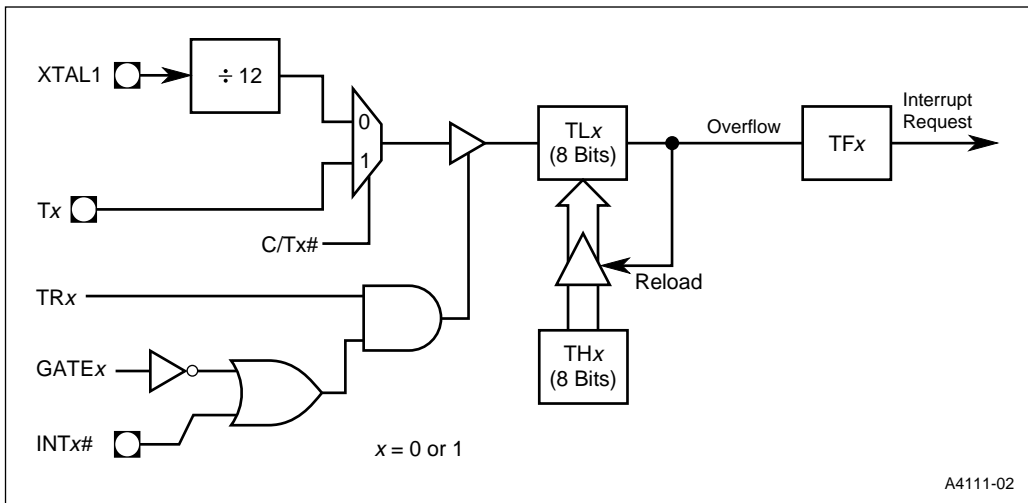 XTAL1
÷ 12
0
1
Tx
C/Tx#
TLx
(8 Bits)
Overflow
TFx
Interrupt
Request
Reload
TRx
THx
(8 Bits)
GATEx
INTx#
x = 0 or 1
A4111-02